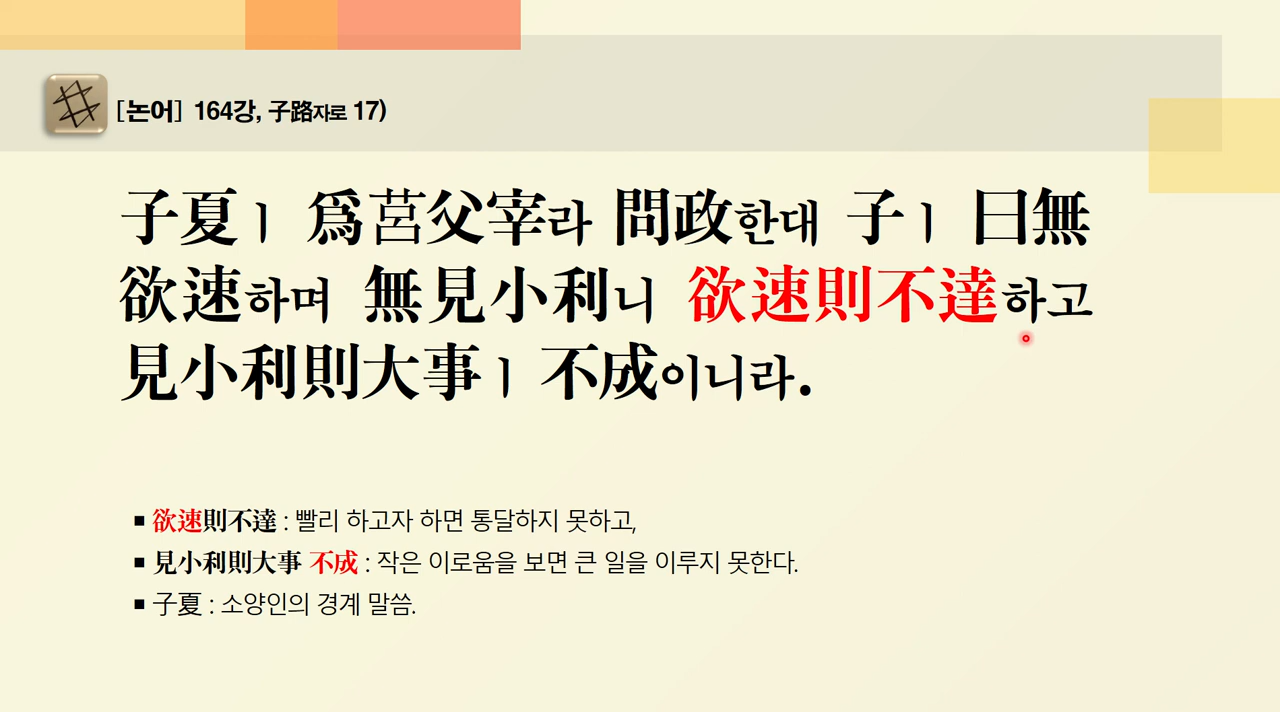 [논어] 164강, 子路자로 17)
子夏ㅣ 爲莒父宰라 問政한대 子ㅣ 曰無
欲速하며 無見小利니 欲速則不達하고
見小利則大事ㅣ 不成이니라.
▪ 欲速則不達 : 빨리 하고자 하면 통달하지 못하고,
▪ 見小利則大事 不成 : 작은 이로움을 보면 큰 일을 이루지 못한다.
▪ 子夏 : 소양인의 경계 말씀.